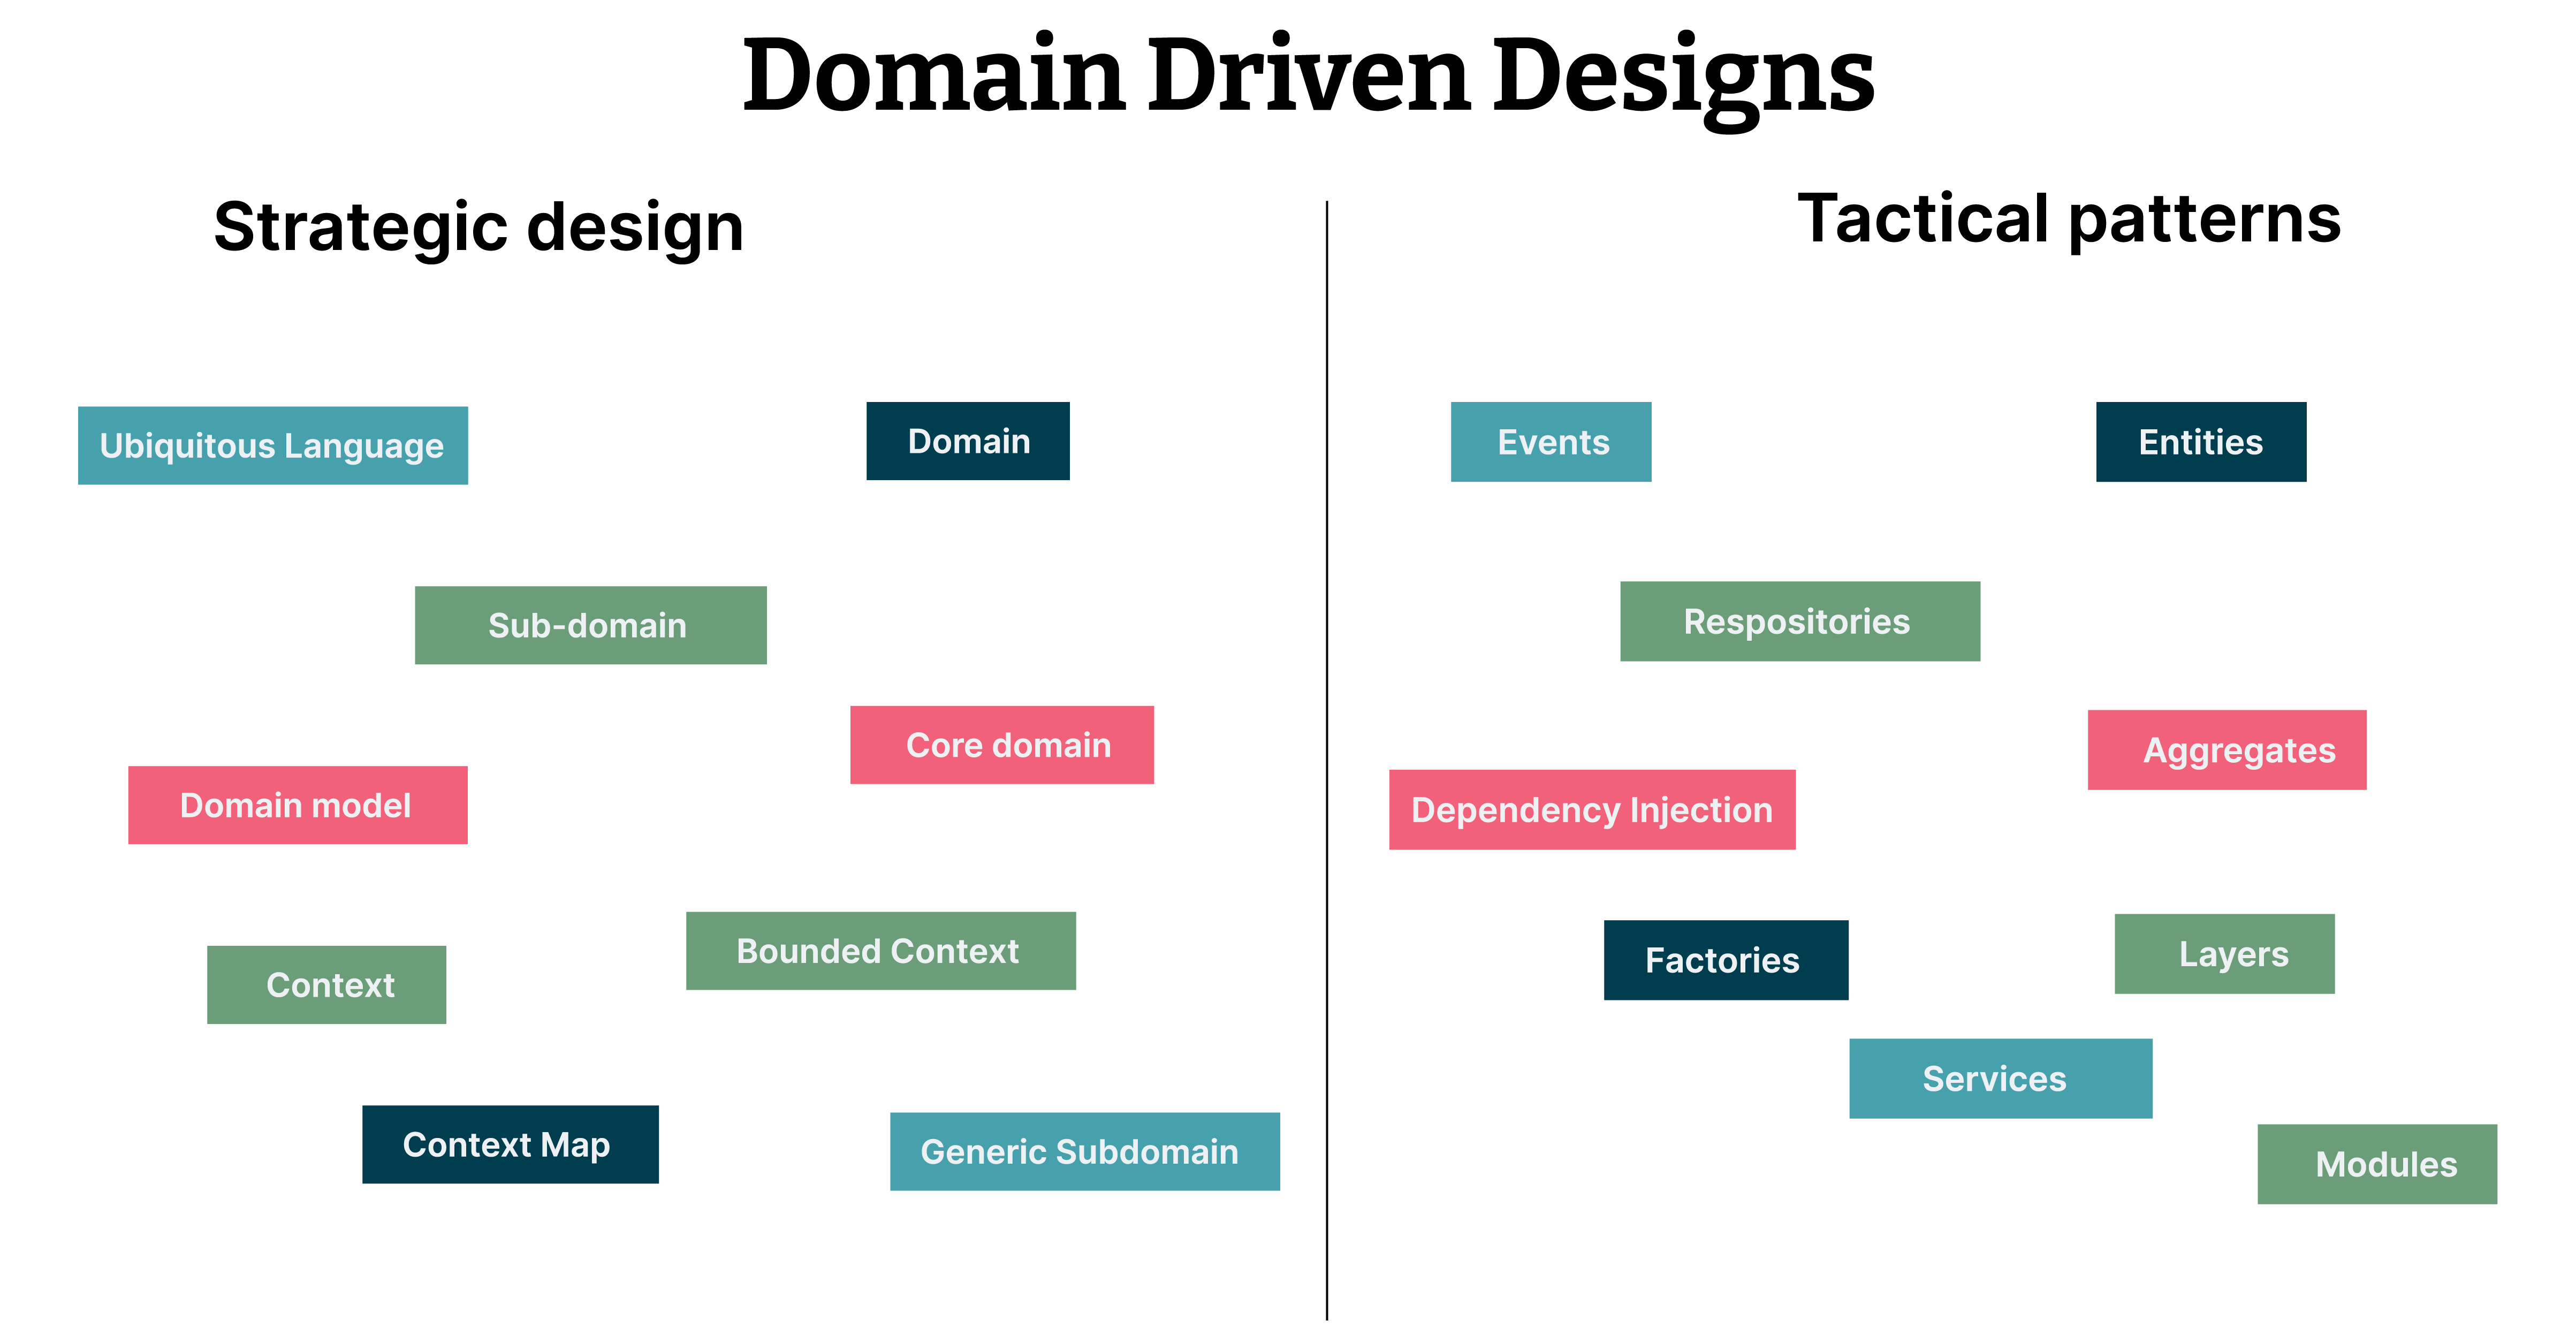 Domain Driven Designs
Strategic design
Ubiquitous Language
Domain
Sub-domain
Core domain
Domain model
Bounded Context
Context
Context Map
Generic Subdomain
Tactical patterns
Events
Entities
Respositories
Aggregates
Dependency Injection
Factories
Layers
Services
Modules